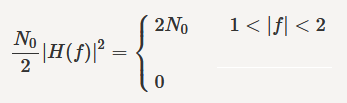 N₀/2 |H(f)|² = { 2N₀ 1 < |f| < 2
0